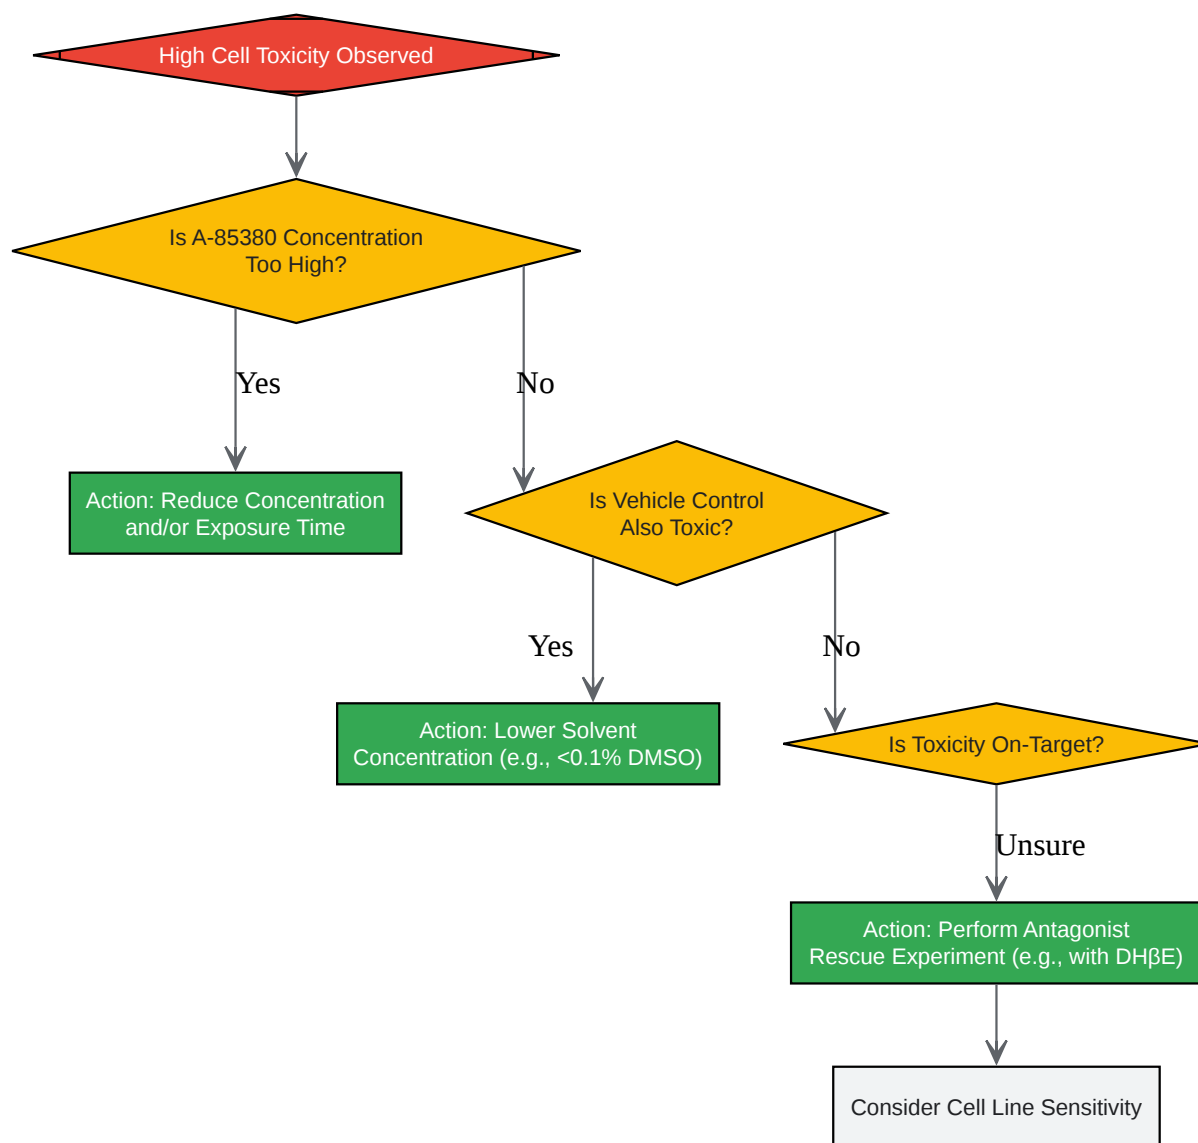 High Cell Toxicity Observed
Is A-85380 Concentration
Too High?
Yes
No
Action: Reduce Concentration
and/or Exposure Time
Is Vehicle Control
Also Toxic?
Yes
No
Action: Lower Solvent
Concentration (e.g., <0.1% DMSO)
Is Toxicity On-Target?
Unsure
Action: Perform Antagonist
Rescue Experiment (e.g., with DHβE)
Consider Cell Line Sensitivity